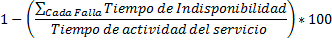 1 − (∑Cada Falla Tiempo de Indisponibilidad / Tiempo de actividad del servicio) * 100